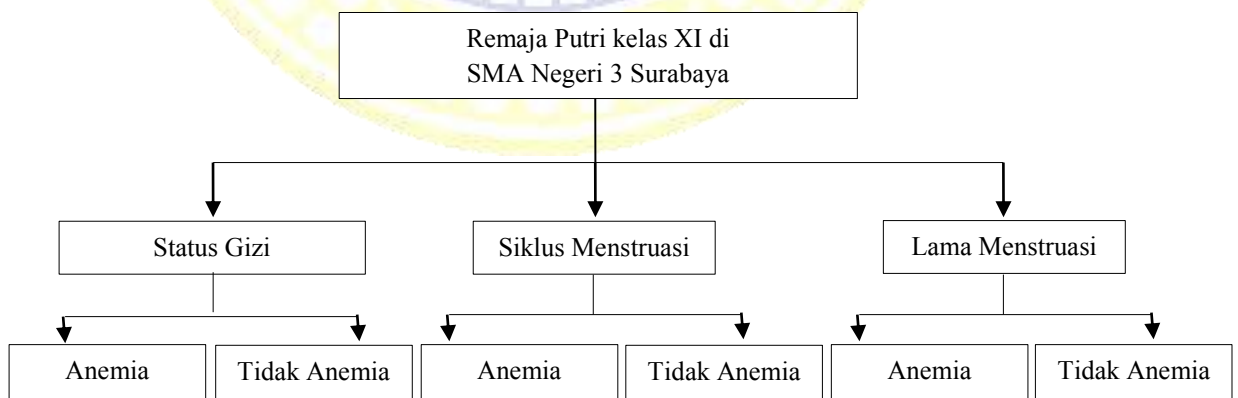 Remaja Putri kelas XI di
SMA Negeri 3 Surabaya
Status Gizi
Siklus Menstruasi
Lama Menstruasi
Anemia
Tidak Anemia
Anemia
Tidak Anemia
Anemia
Tidak Anemia